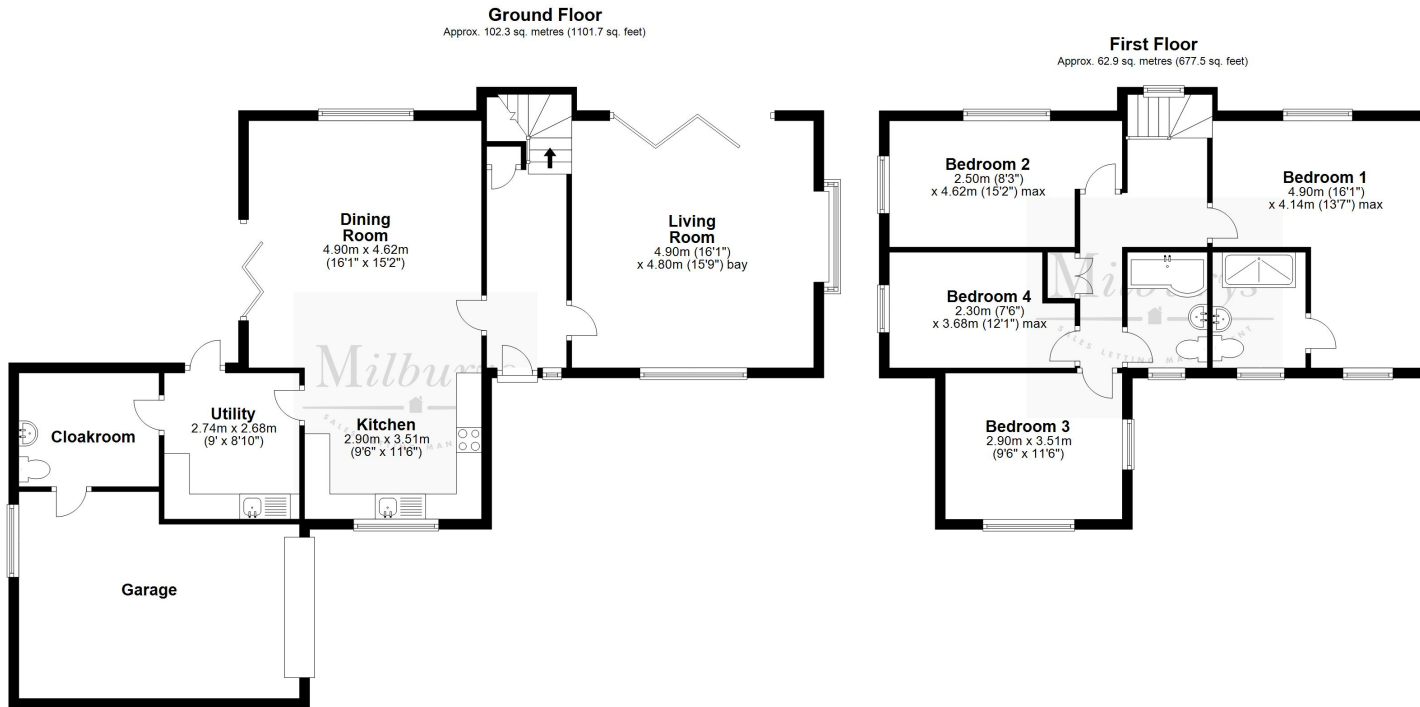 Ground Floor
Approx. 102.3 sq. metres (1101.7 sq. feet)
Dining
Room
4.90m x 4.62m
(16'1" x 15'2")
Living
Room
4.90m (16'1")
x 4.80m (15'9") bay
Cloakroom
Utility
2.74m x 2.68m
(9' x 8'10")
Kitchen
2.90m x 3.51m
(9'6" x 11'6")
Garage
Milburys
First Floor
Approx. 62.9 sq. metres (677.5 sq. feet)
Bedroom 2
2.50m (8'3")
x 4.62m (15'2") max
Bedroom 1
4.90m (16'1")
x 4.14m (13'7") max
Bedroom 4
2.30m (7'6")
x 3.68m (12'1") max
Bedroom 3
2.90m x 3.51m
(9'6" x 11'6")
Milburys
SALES LETTING MANAGEMENT